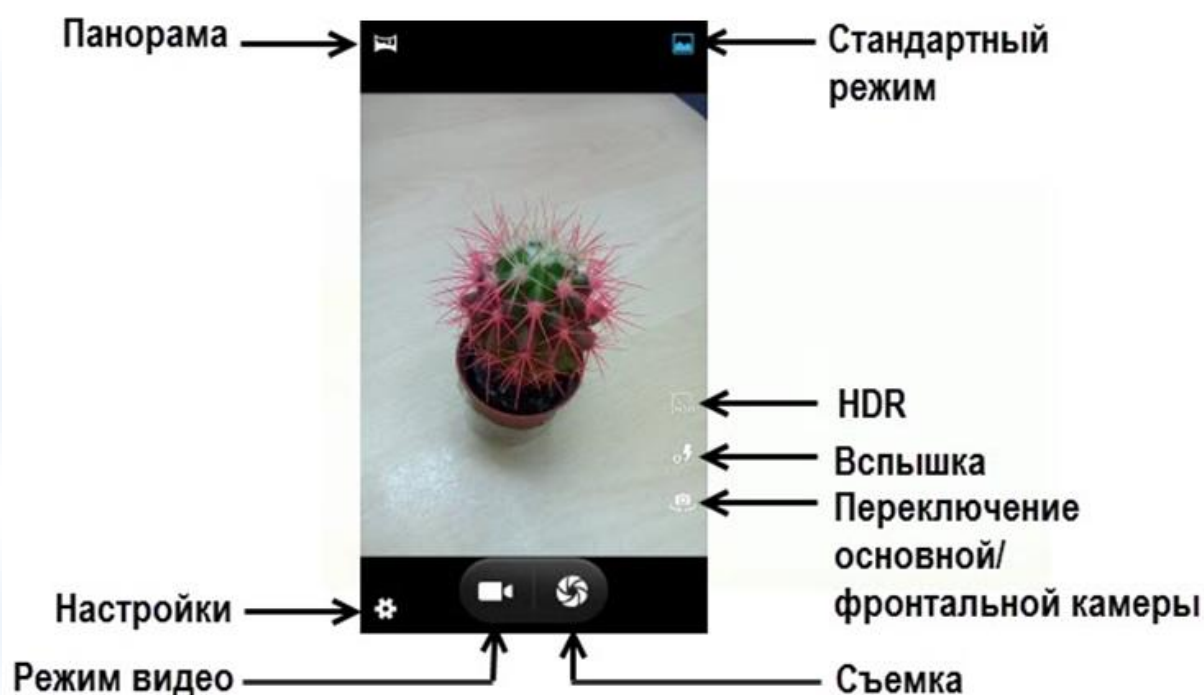 Панорама
Стандартный
режим
HDR
Вспышка
Переключение
основной/
фронтальной камеры
Настройки
Режим видео
Съемка